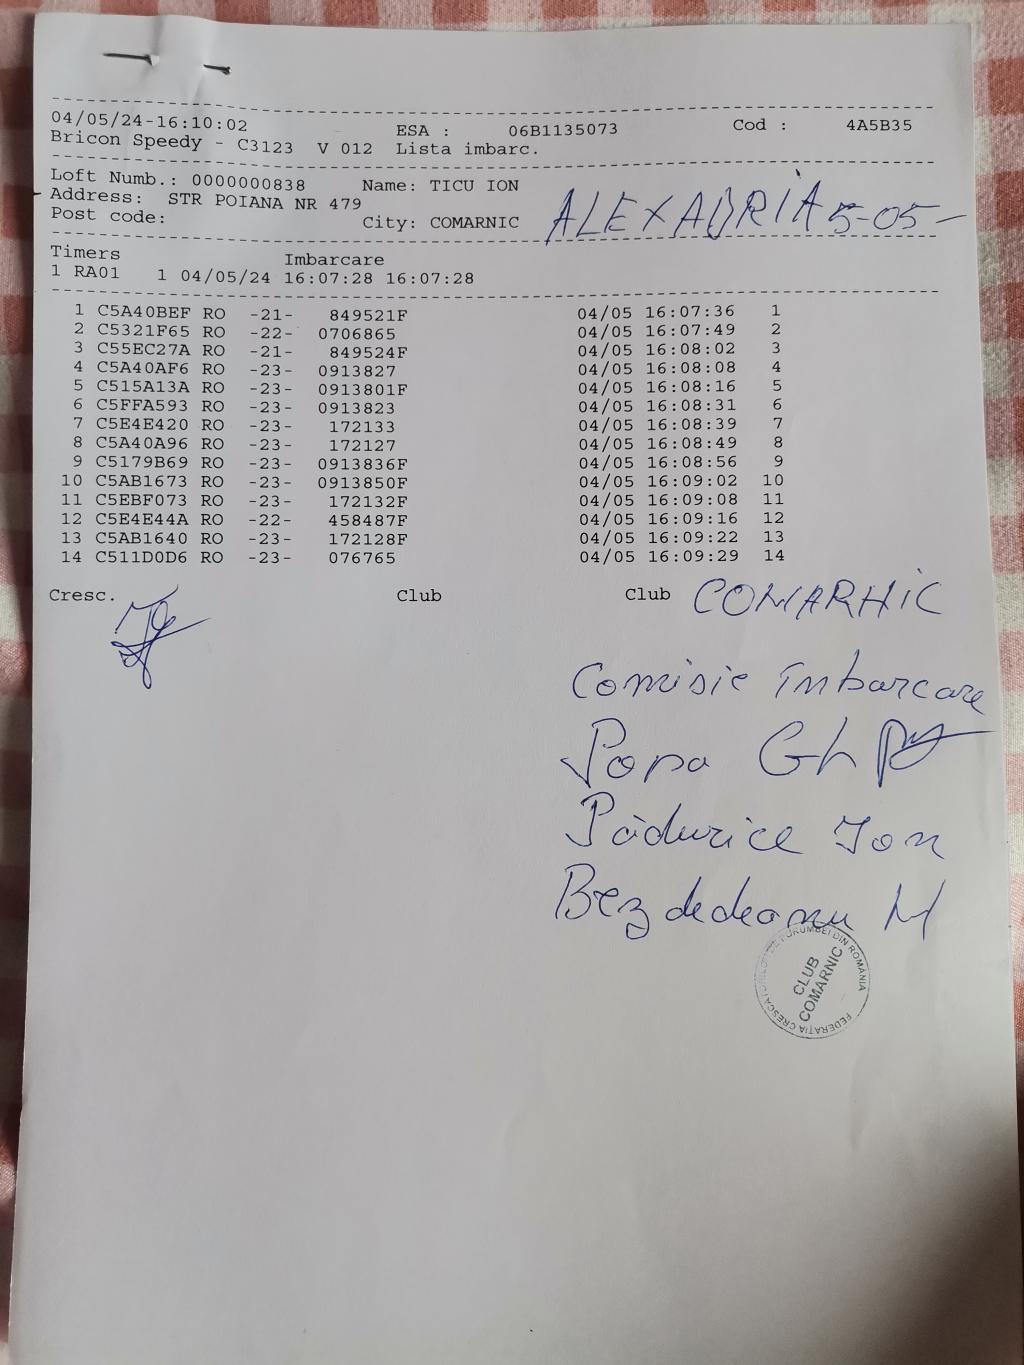 04/05/24-16:10:02 ESA : 06B1135073 Cod : 4A5B35
Bricon Speedy - C3123 V 012 Lista imbarc.
Loft Numb.: 0000000838 Name: TICU ION
Address: STR POIANA NR 479
Post code: City: COMARNIC
ALEXADRIA 5-05-
Timers Imbarcare
1 RA01 1 04/05/24 16:07:28 16:07:28
1 C5A40BEF RO -21- 849521F 04/05 16:07:36 1
2 C5321F65 RO -22- 0706865 04/05 16:07:49 2
3 C55EC27A RO -21- 849524F 04/05 16:08:02 3
4 C5A40AF6 RO -23- 0913827 04/05 16:08:08 4
5 C515A13A RO -23- 0913801F 04/05 16:08:16 5
6 C5FFA593 RO -23- 0913823 04/05 16:08:31 6
7 C5E4E420 RO -23- 172133 04/05 16:08:39 7
8 C5A40A96 RO -23- 172127 04/05 16:08:49 8
9 C5179B69 RO -23- 0913836F 04/05 16:08:56 9
10 C5AB1673 RO -23- 0913850F 04/05 16:09:02 10
11 C5EBF073 RO -23- 172132F 04/05 16:09:08 11
12 C5E4E44A RO -22- 458487F 04/05 16:09:16 12
13 C5AB1640 RO -23- 172128F 04/05 16:09:22 13
14 C511D0D6 RO -23- 076765 04/05 16:09:29 14
Cresc. Club Club COMARNIC
Comisie îmbarcare
Popa Gh
Pădurice Ion
Bezdedeanu M
FEDERAȚIA CRESCĂTORILOR DE PORUMBEI DIN ROMÂNIA
CLUB
COMARNIC